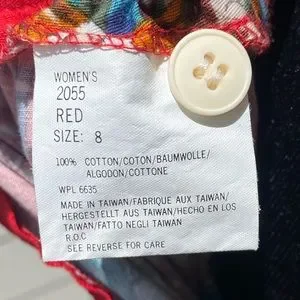 WOMEN'S
2055
RED
SIZE: 8
100% COTTON/COTON/BAUMWOLLE/
ALGODON/COTTONE
WPL 6635
MADE IN TAIWAN/FABRIQUE AUX TAIWAN/
HERGESTELLT AUS TAIWAN/HECHO EN LOS
TAIWAN/FATTO NEGLI TAIWAN
R.O.C
SEE REVERSE FOR CARE